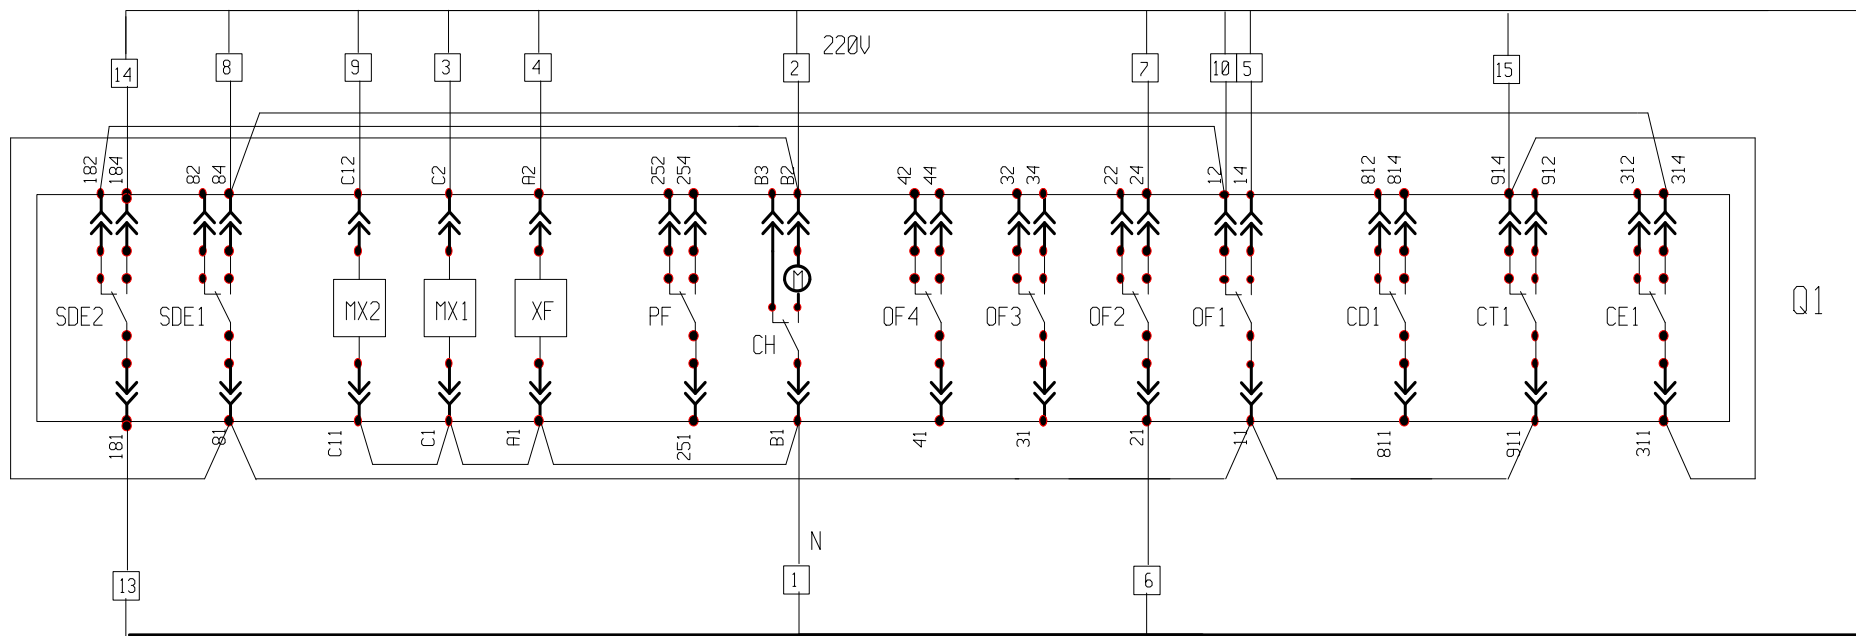 220V
14 8 9 3 4 2 7 10 5 15
182 184 82 84 C12 C2 A2 252 254 B3 B2 42 44 32 34 22 24 12 14 812 814 914 912 312 314
SDE2 SDE1 MX2 MX1 XF PF M CH OF4 OF3 OF2 OF1 CD1 CT1 CE1 Q1
181 81 C11 C1 A1 251 B1 41 31 21 11 811 911 311
N
13 1 6